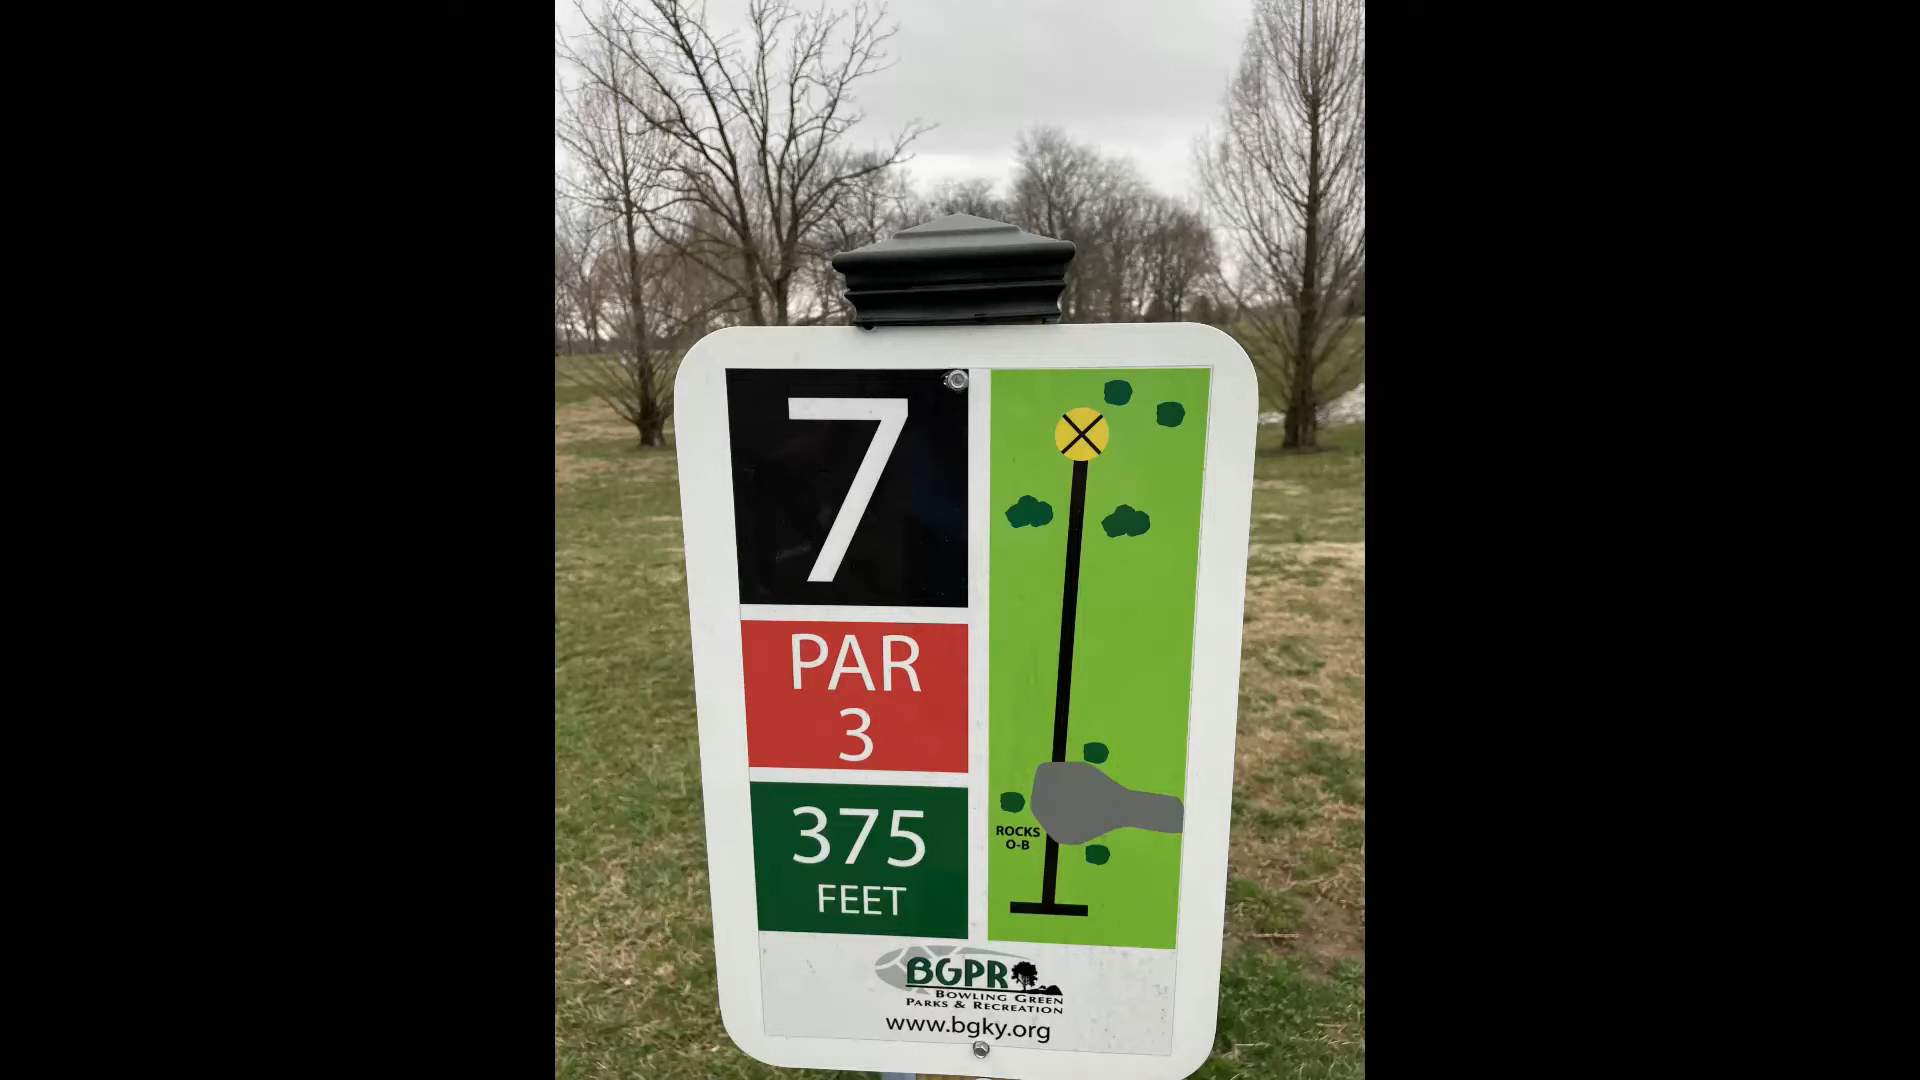 7
PAR
3
375
FEET
ROCKS
O-B
BGPR
BOWLING GREEN
PARKS & RECREATION
www.bgky.org